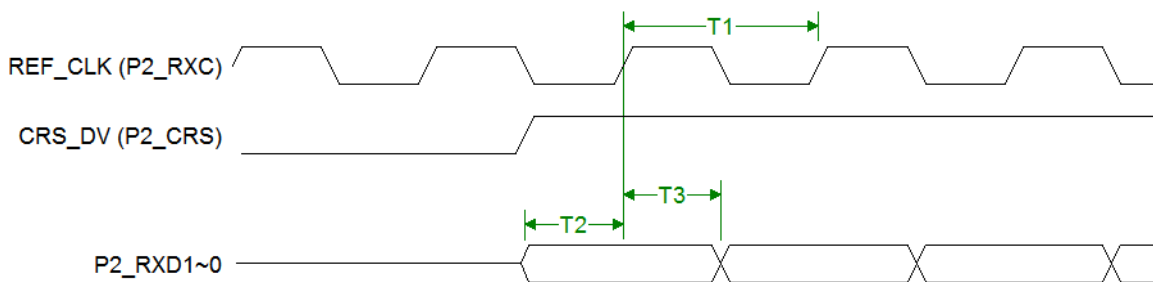 T1
REF_CLK (P2_RXC)
CRS_DV (P2_CRS)
T3
T2
P2_RXD1~0